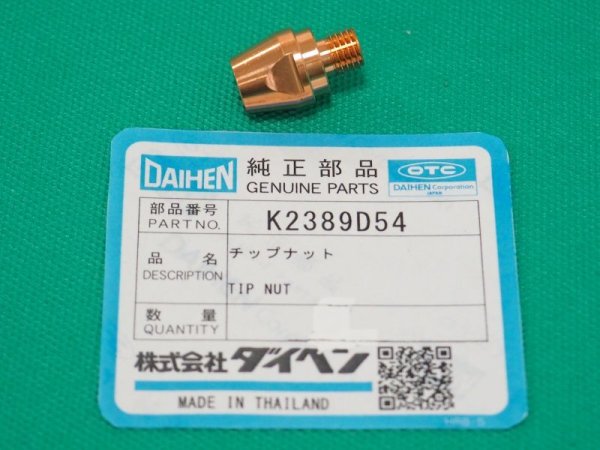 DAIHEN 純正部品 OTC
GENUINE PARTS DAIHEN Corporation
JAPAN
部品番号 K2389D54
PART NO.
品名 チップナット
DESCRIPTION TIP NUT
数量
QUANTITY
株式会社ダイヘン
MADE IN THAILAND